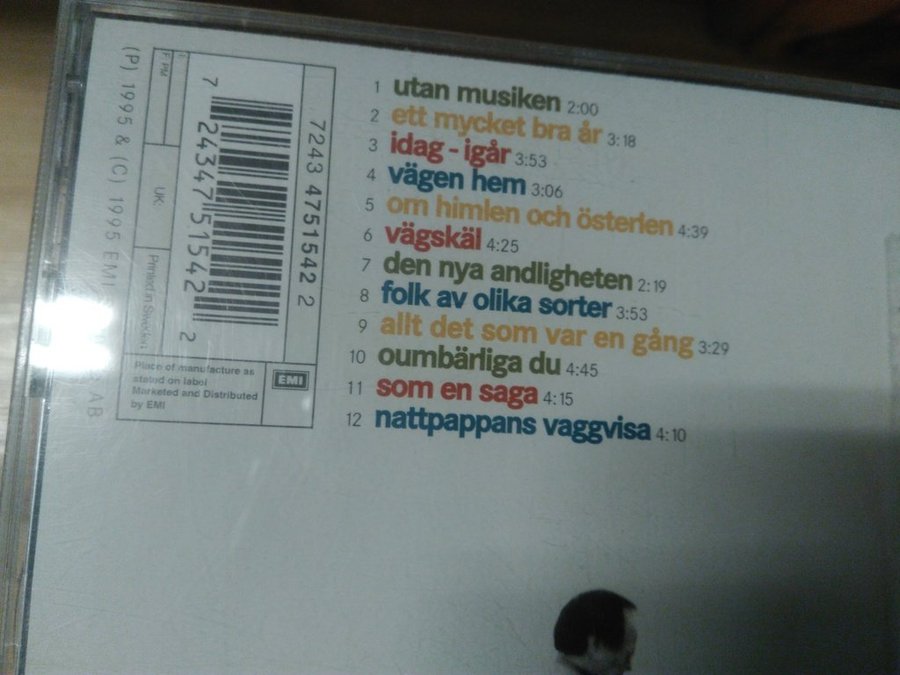 1 utan musiken 2:00
2 ett mycket bra år 3:18
3 idag - igår 3:53
4 vägen hem 3:06
5 om himlen och österlen 4:39
6 vägskäl 4:25
7 den nya andligheten 2:19
8 folk av olika sorter 3:53
9 allt det som var en gång 3:29
10 oumbärliga du 4:45
11 som en saga 4:15
12 nattpappans vaggvisa 4:10
(P) 1995 & (C) 1995 EMI
AB
F: PM
UK:
Printed in Sweden
7 24347 51542 2
7243 4751542 2
Place of manufacture as
stated on label
Marketed and Distributed
by EMI
EMI